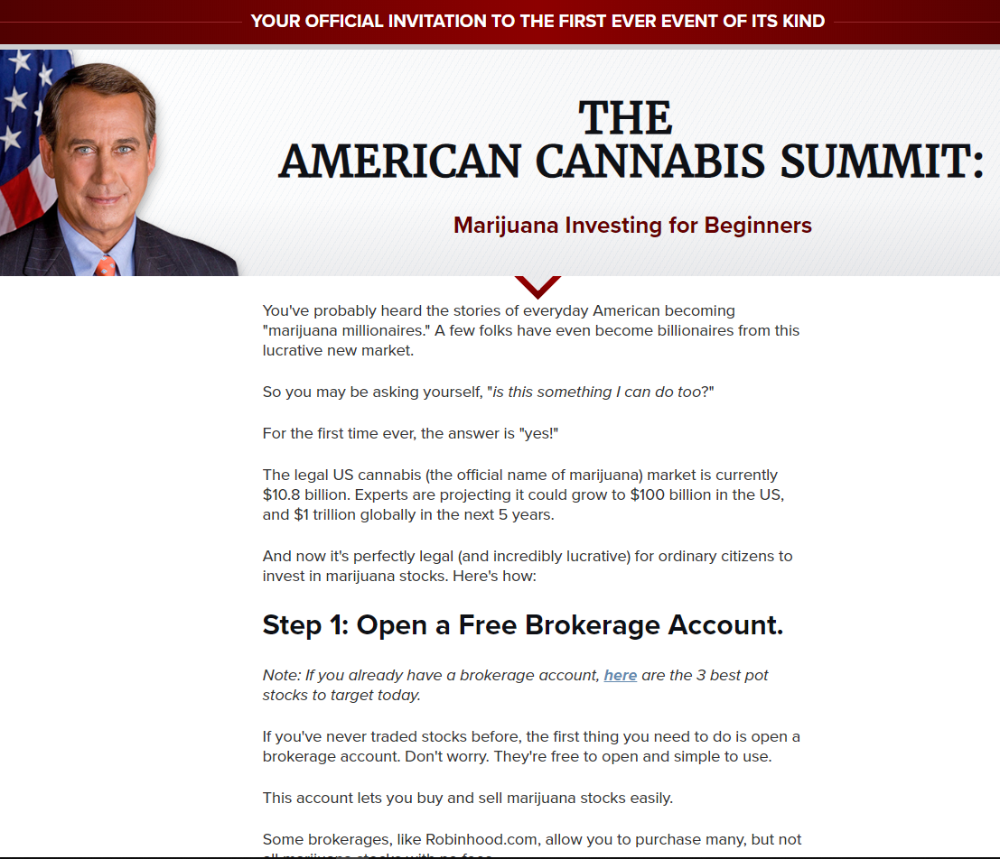 YOUR OFFICIAL INVITATION TO THE FIRST EVER EVENT OF ITS KIND
THE
AMERICAN CANNABIS SUMMIT:
Marijuana Investing for Beginners
You've probably heard the stories of everyday American becoming
"marijuana millionaires." A few folks have even become billionaires from this
lucrative new market.
So you may be asking yourself, "is this something I can do too?"
For the first time ever, the answer is "yes!"
The legal US cannabis (the official name of marijuana) market is currently
$10.8 billion. Experts are projecting it could grow to $100 billion in the US,
and $1 trillion globally in the next 5 years.
And now it's perfectly legal (and incredibly lucrative) for ordinary citizens to
invest in marijuana stocks. Here's how:
Step 1: Open a Free Brokerage Account.
Note: If you already have a brokerage account, here are the 3 best pot
stocks to target today.
If you've never traded stocks before, the first thing you need to do is open a
brokerage account. Don't worry. They're free to open and simple to use.
This account lets you buy and sell marijuana stocks easily.
Some brokerages, like Robinhood.com, allow you to purchase many, but not
all marijuana stocks with no fees.